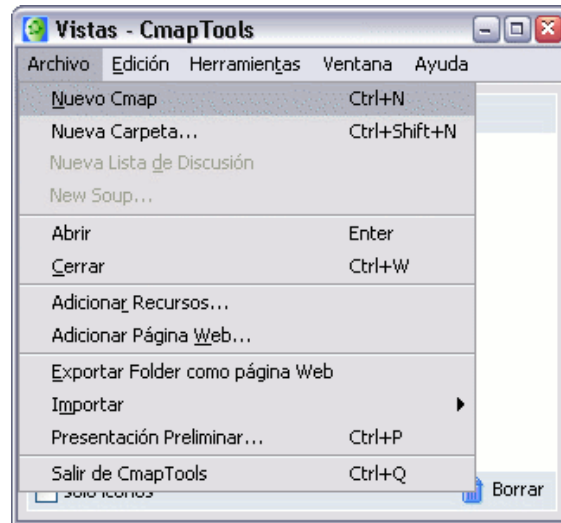 Vistas - CmapTools
Archivo Edición Herramientas Ventana Ayuda
Nuevo Cmap Ctrl+N
Nueva Carpeta... Ctrl+Shift+N
Nueva Lista de Discusión
New Soup...
Abrir Enter
Cerrar Ctrl+W
Adicionar Recursos...
Adicionar Página Web...
Exportar Folder como página Web
Importar
Presentación Preliminar... Ctrl+P
Salir de CmapTools Ctrl+Q
Borrar